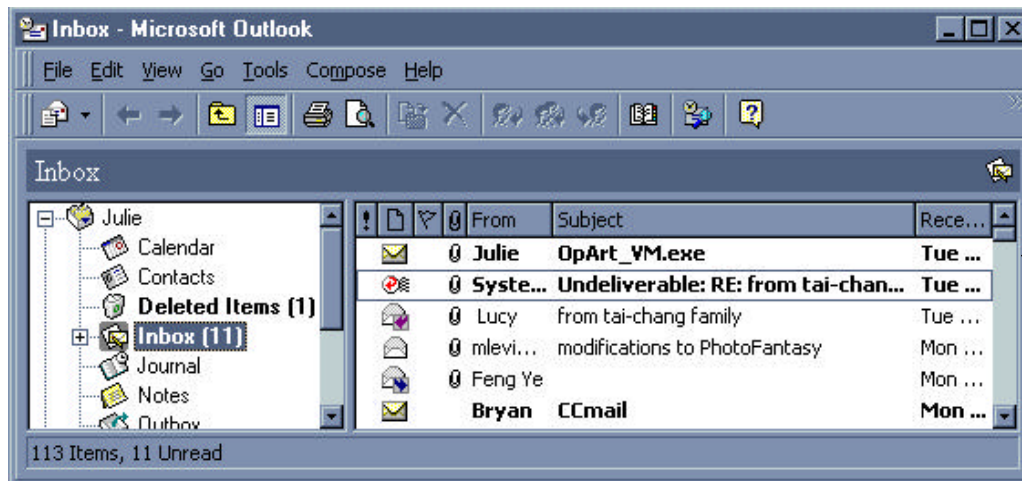 Inbox - Microsoft Outlook
File Edit View Go Tools Compose Help
Inbox
Julie
Calendar
Contacts
Deleted Items (1)
Inbox (11)
Journal
Notes
Outbox
! From Subject Rece...
Julie OpArt_VM.exe Tue ...
Syste... Undeliverable: RE: from tai-chan... Tue ...
Lucy from tai-chang family Tue ...
mlevi... modifications to PhotoFantasy Mon ...
Feng Ye Mon ...
Bryan CCmail Mon ...
113 Items, 11 Unread